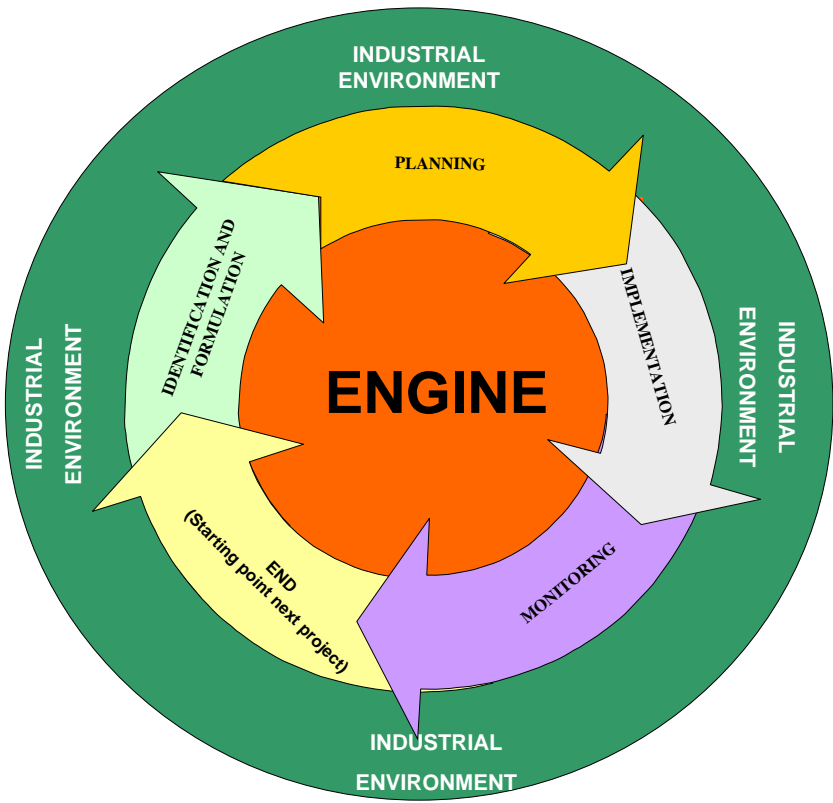 INDUSTRIAL
ENVIRONMENT
PLANNING
IDENTIFICATION AND
FORMULATION
IMPLEMENTATION
INDUSTRIAL
ENVIRONMENT
INDUSTRIAL
ENVIRONMENT
ENGINE
MONITORING
END
(Starting point next project)
INDUSTRIAL
ENVIRONMENT